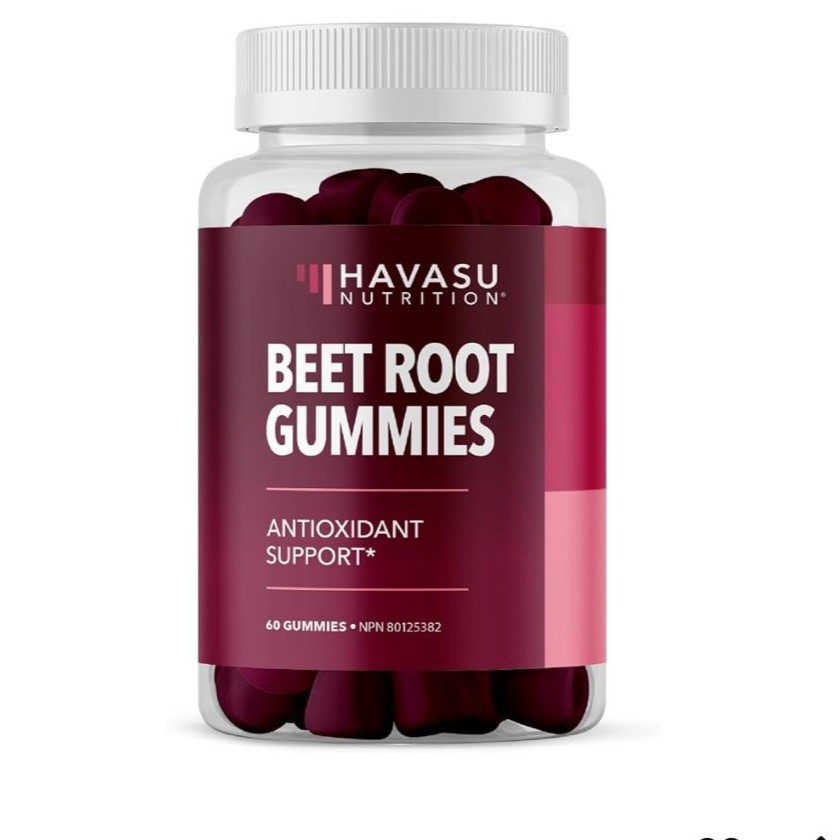 HAVASU
NUTRITION®
BEET ROOT
GUMMIES
ANTIOXIDANT
SUPPORT*
60 GUMMIES • NPN 80125382